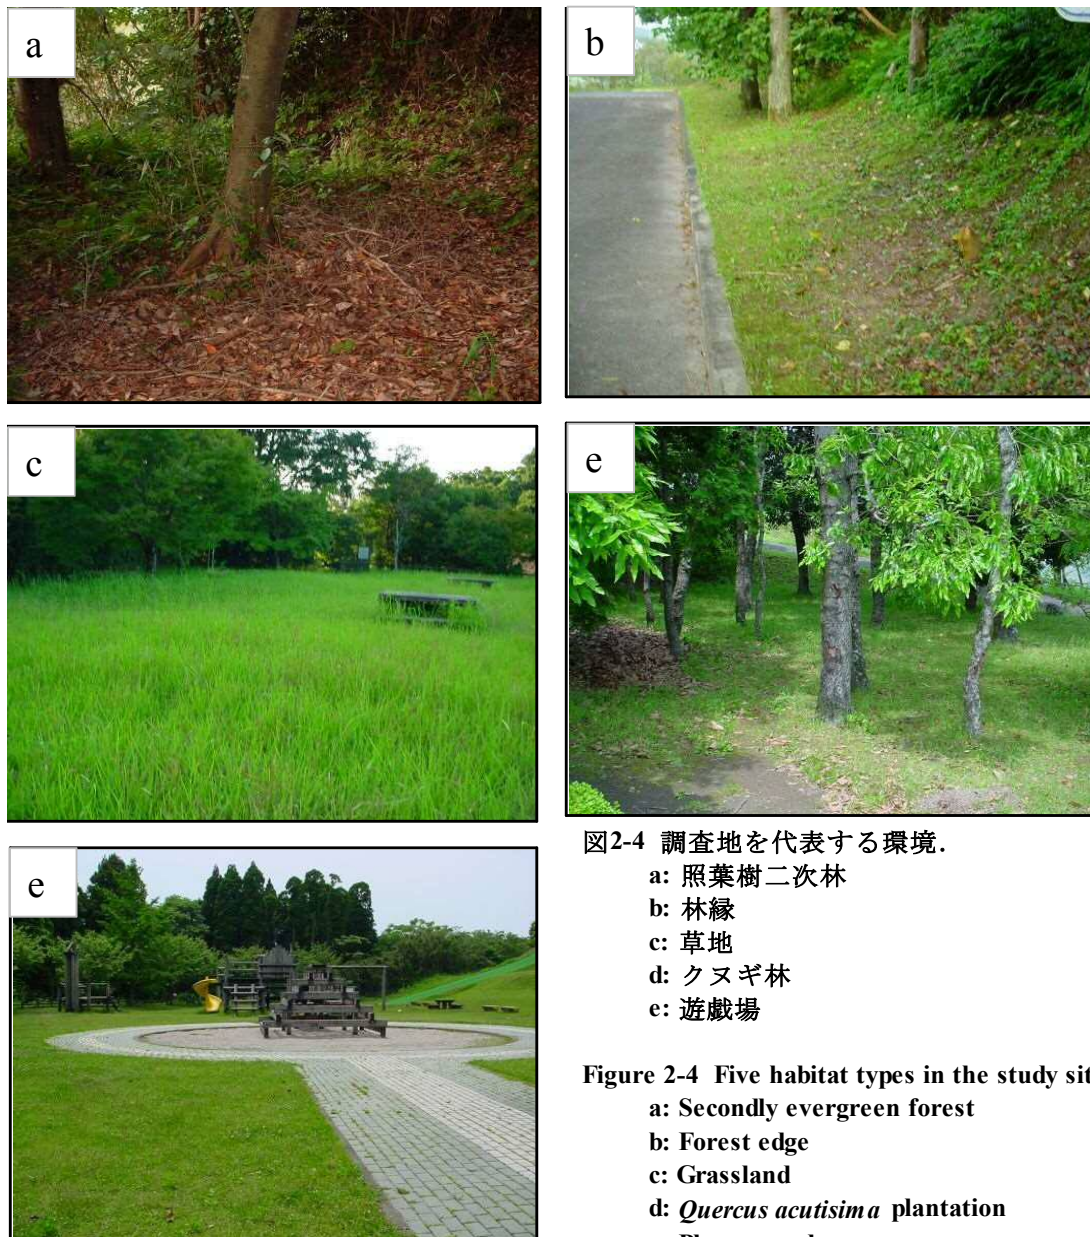 a
b
c
e
e
図2-4 調査地を代表する環境.
a: 照葉樹二次林
b: 林縁
c: 草地
d: クヌギ林
e: 遊戯場
Figure 2-4 Five habitat types in the study sit
a: Secondly evergreen forest
b: Forest edge
c: Grassland
d: Quercus acutisima plantation